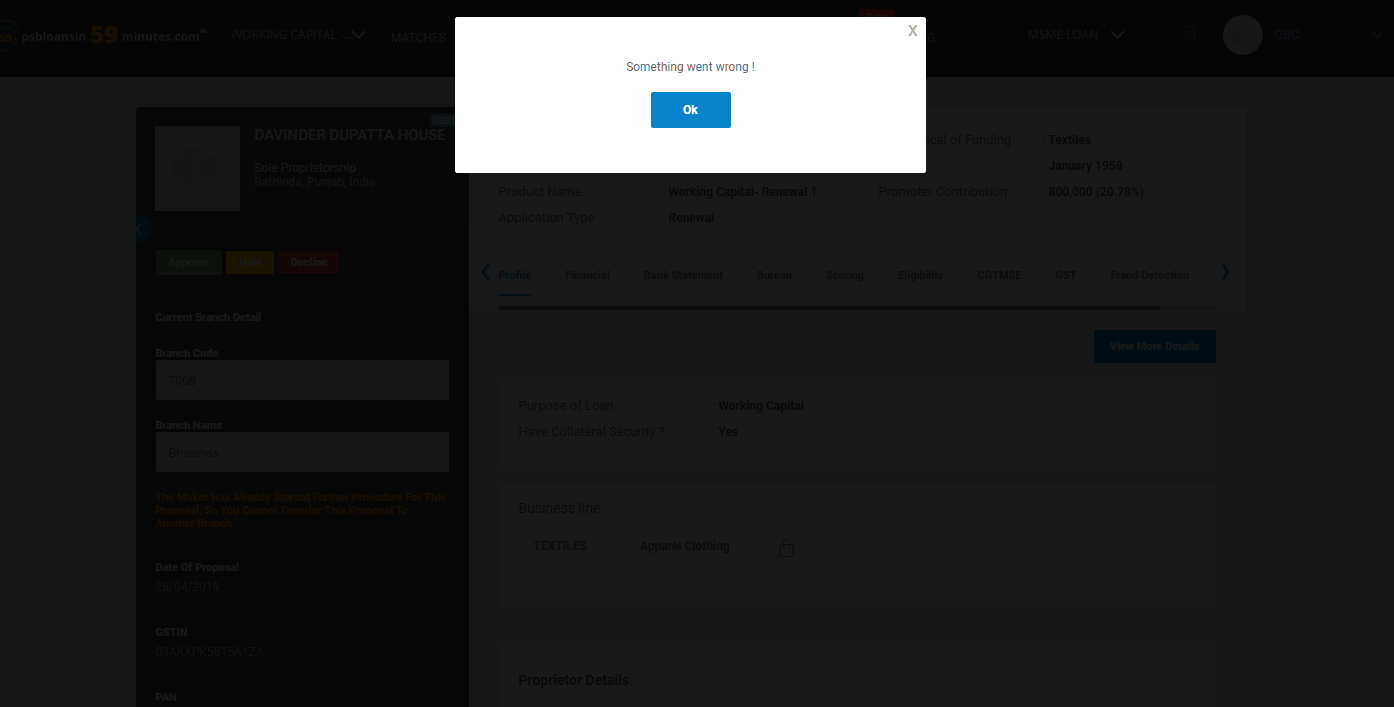 psbloansin 59 minutes.com
WORKING CAPITAL - ...
MATCHES
MSME LOAN
OBC
X
Something went wrong !
Ok
DAVINDER DUPATTA HOUSE
Sole Proprietorship
Bathinda, Punjab, India
Approve
Hold
Decline
Current Branch Detail
Branch Code
7008
Branch Name
Bhatinda
The Maker Has Already Started Further Procedure For This
Proposal, So You Cannot Transfer This Proposal To
Another Branch.
Date Of Proposal
25/04/2019
GSTIN
03AKXPK5815A1ZA
PAN
of Funding : Textiles
: January 1958
Product Name : Working Capital- Renewal 1
Promoter Contribution : 800,000 (20.78%)
Application Type : Renewal
Profile
Financial
Bank Statement
Bureau
Scoring
Eligibility
CGTMSE
GST
Fraud Detection
View More Details
Purpose of Loan : Working Capital
Have Collateral Security ? : Yes
Business line
TEXTILES
Apparel Clothing
Proprietor Details